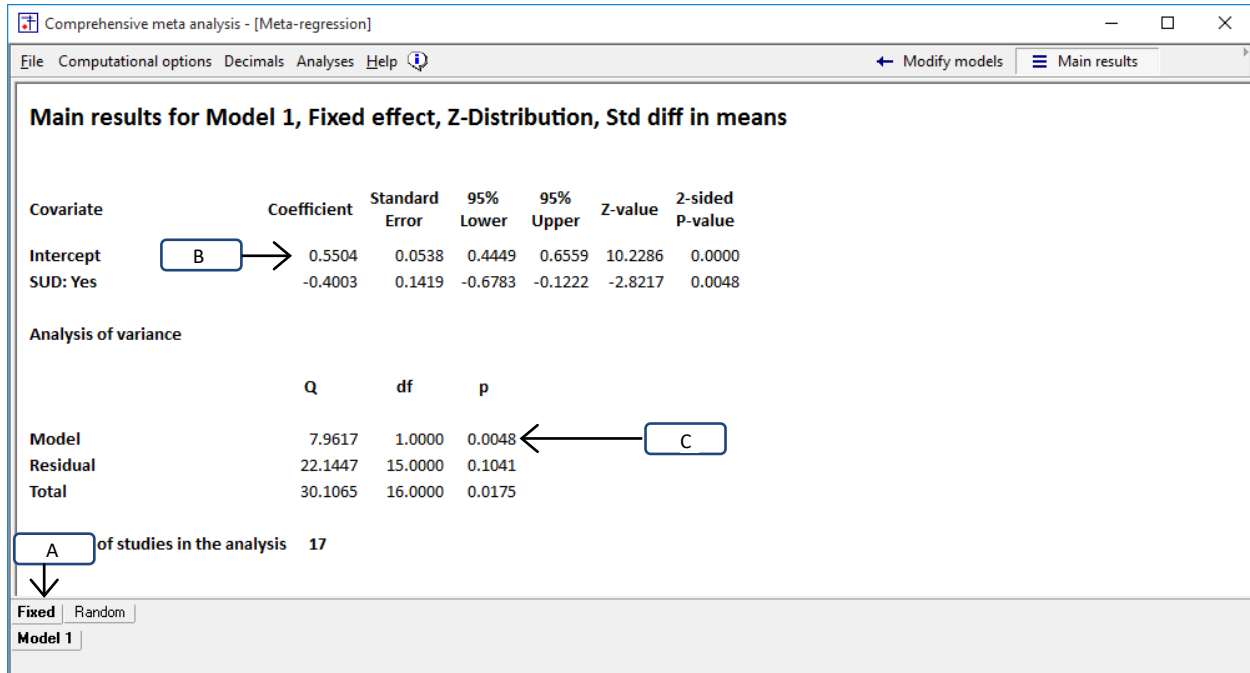 Comprehensive meta analysis - [Meta-regression]
File Computational options Decimals Analyses Help Modify models Main results
Main results for Model 1, Fixed effect, Z-Distribution, Std diff in means
Covariate Coefficient Standard Error 95% Lower 95% Upper Z-value 2-sided P-value
Intercept B 0.5504 0.0538 0.4449 0.6559 10.2286 0.0000
SUD: Yes -0.4003 0.1419 -0.6783 -0.1222 -2.8217 0.0048
Analysis of variance
Q df p
Model 7.9617 1.0000 0.0048 C
Residual 22.1447 15.0000 0.1041
Total 30.1065 16.0000 0.0175
A of studies in the analysis 17
Fixed Random
Model 1